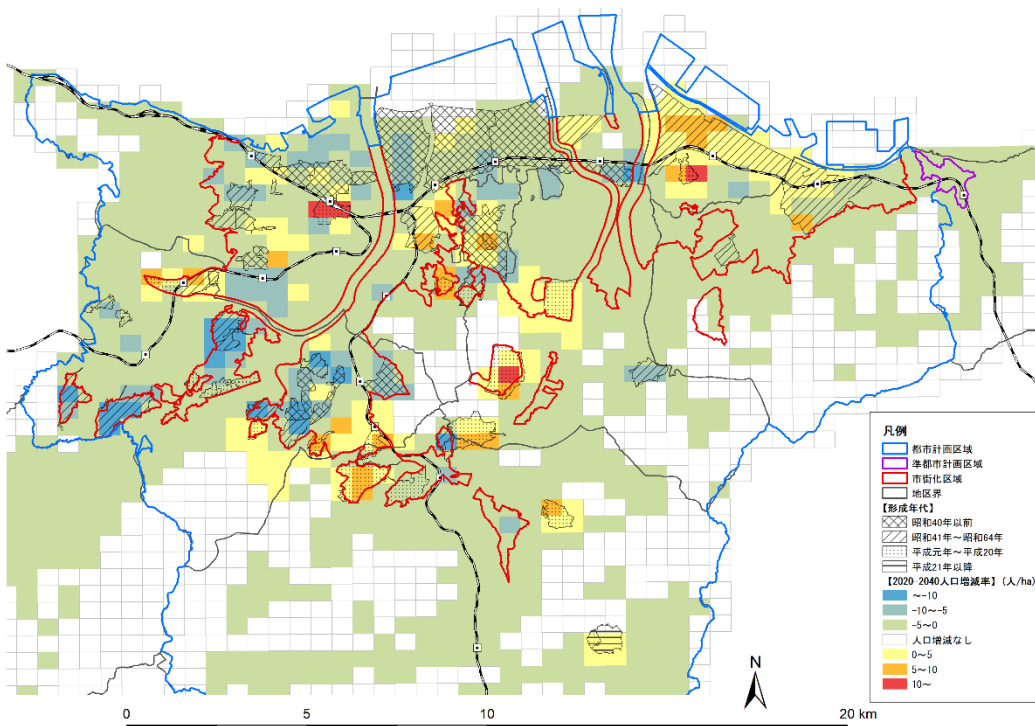 凡例
都市計画区域
準都市計画区域
市街化区域
地区界
【形成年代】
昭和40年以前
昭和41年～昭和64年
平成元年～平成20年
平成21年以降
【2020-2040人口増減率】(人/ha)
～-10
-10～-5
-5～0
人口増減なし
0～5
5～10
10～
N
0 5 10 20 km